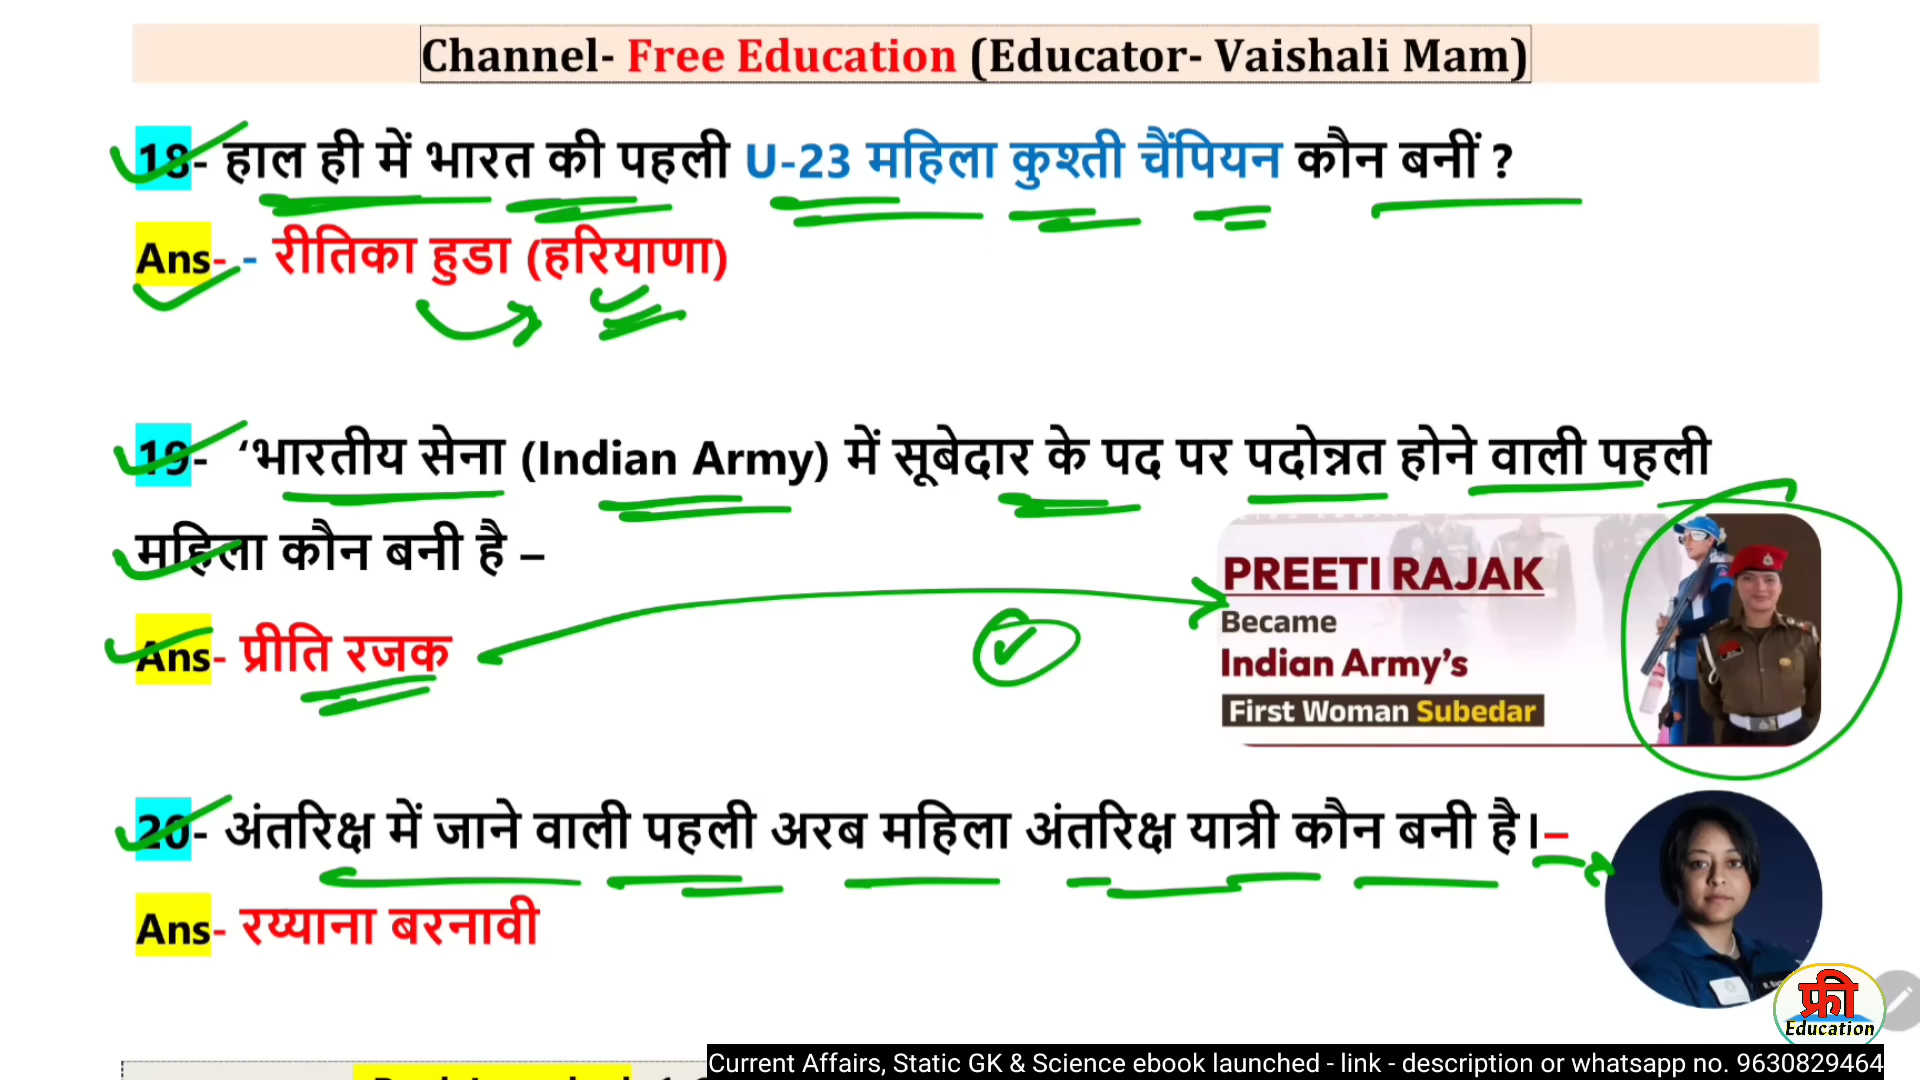 Channel- Free Education (Educator- Vaishali Mam)
18- हाल ही में भारत की पहली U-23 महिला कुश्ती चैंपियन कौन बनीं ?
Ans- - रीतिका हुडा (हरियाणा)
19- ‘भारतीय सेना (Indian Army) में सूबेदार के पद पर पदोन्नत होने वाली पहली
महिला कौन बनी है –
PREETI RAJAK
Became
Indian Army’s
First Woman Subedar
Ans- प्रीति रजक
20- अंतरिक्ष में जाने वाली पहली अरब महिला अंतरिक्ष यात्री कौन बनी है।–
Ans- रय्याना बरनावी
फ्री
Education
Current Affairs, Static GK & Science ebook launched - link - description or whatsapp no. 9630829464